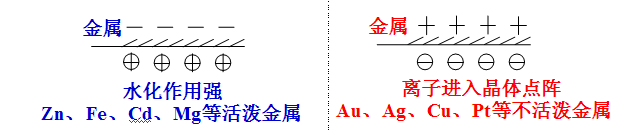 金属 － － － －
⊕ ⊕ ⊕ ⊕
水化作用强
Zn、Fe、Cd、Mg等活泼金属
金属 ＋ ＋ ＋ ＋
⊖ ⊖ ⊖ ⊖
离子进入晶体点阵
Au、Ag、Cu、Pt等不活泼金属